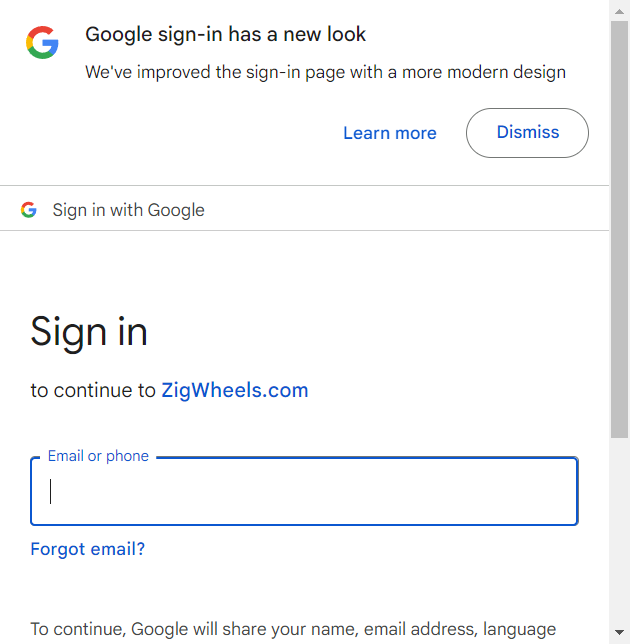 Google sign-in has a new look
We've improved the sign-in page with a more modern design
Learn more
Dismiss
Sign in with Google
Sign in
to continue to ZigWheels.com
Email or phone
Forgot email?
To continue, Google will share your name, email address, language